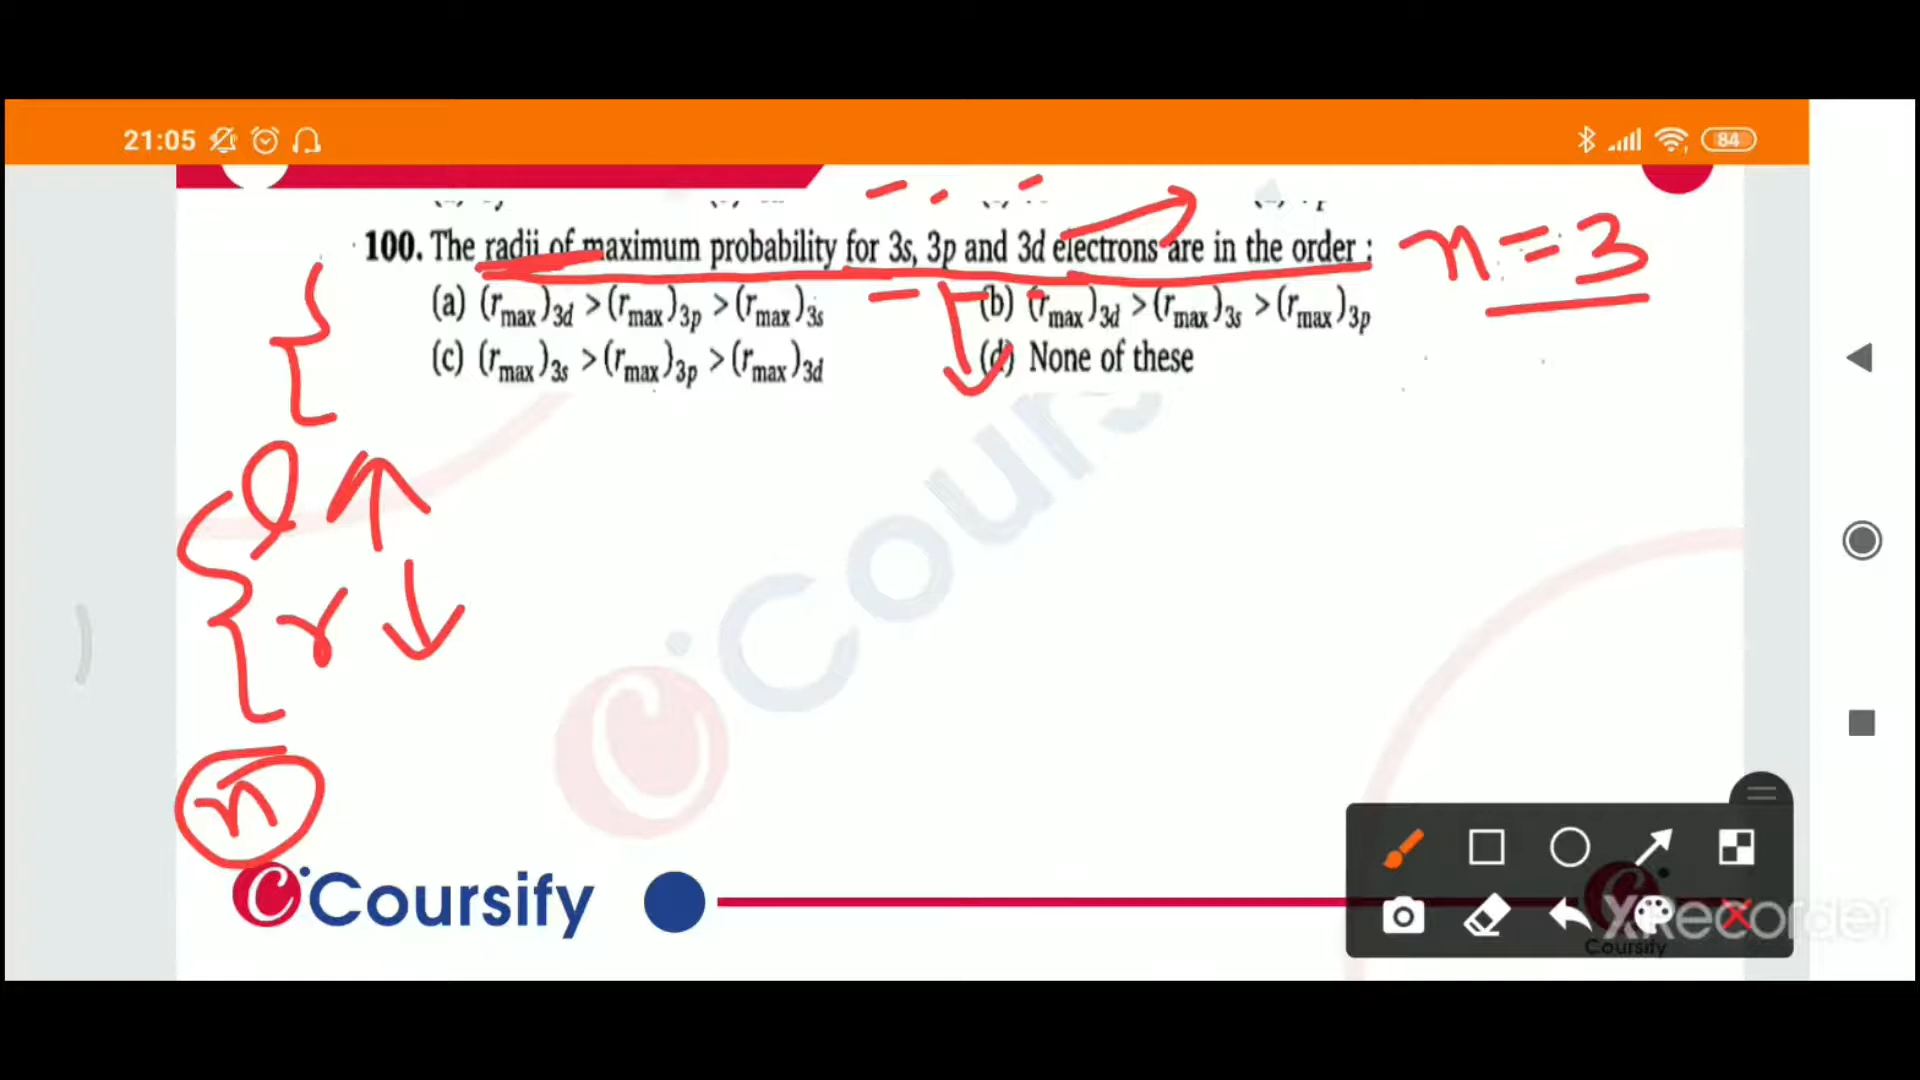 21:05 84
100. The radii of maximum probability for 3s, 3p and 3d electrons are in the order :
n = 3
(a) (rmax)3d > (rmax)3p > (rmax)3s (b) (rmax)3d > (rmax)3s > (rmax)3p
(c) (rmax)3s > (rmax)3p > (rmax)3d (d) None of these
l ↑
r ↓
n
Coursify
XRecorder
Coursify